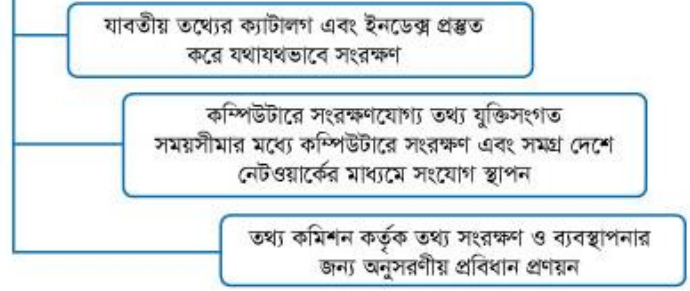 যাবতীয় তথ্যের ক্যাটালগ এবং ইনডেক্স প্রস্তুত
করে যথাযথভাবে সংরক্ষণ
কম্পিউটারে সংরক্ষণযোগ্য তথ্য যুক্তিসংগত
সময়সীমার মধ্যে কম্পিউটারে সংরক্ষণ এবং সমগ্র দেশে
নেটওয়ার্কের মাধ্যমে সংযোগ স্থাপন
তথ্য কমিশন কর্তৃক তথ্য সংরক্ষণ ও ব্যবস্থাপনার
জন্য অনুসরণীয় প্রবিধান প্রণয়ন